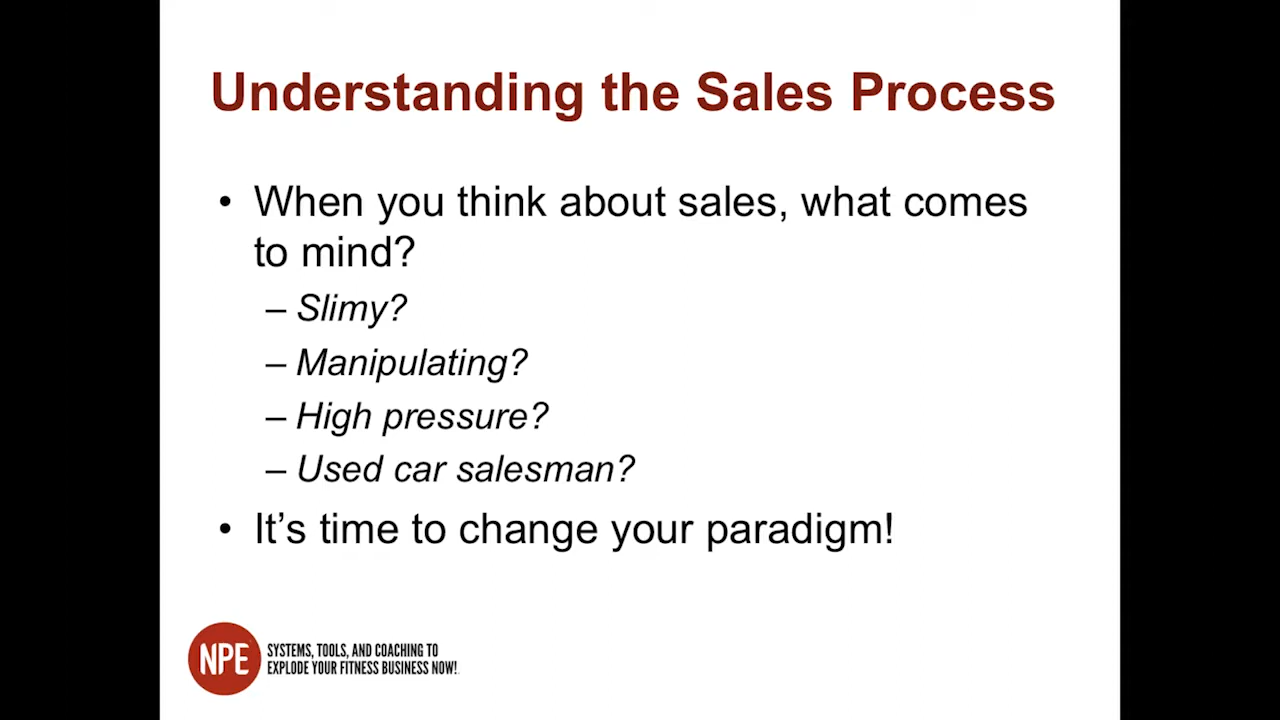 Understanding the Sales Process
• When you think about sales, what comes
to mind?
– Slimy?
– Manipulating?
– High pressure?
– Used car salesman?
• It’s time to change your paradigm!
NPE
SYSTEMS, TOOLS, AND COACHING TO
EXPLODE YOUR FITNESS BUSINESS NOW!